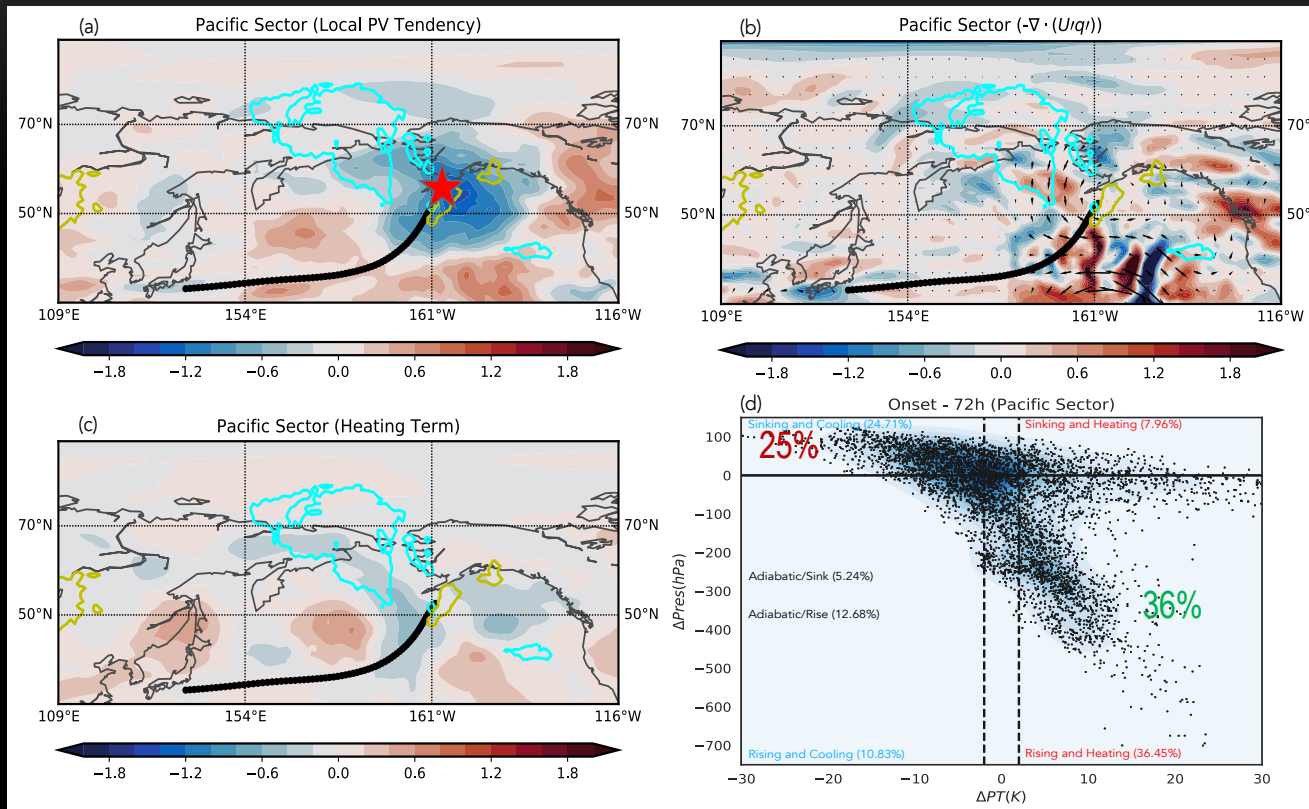 (a)
Pacific Sector (Local PV Tendency)
70°N
50°N
109°E 154°E 161°W 116°W
−1.8 −1.2 −0.6 0.0 0.6 1.2 1.8
(b)
Pacific Sector (-∇ · (U′q′))
70°N
50°N
109°E 154°E 161°W 116°W
−1.8 −1.2 −0.6 0.0 0.6 1.2 1.8
(c)
Pacific Sector (Heating Term)
70°N
50°N
109°E 154°E 161°W 116°W
−1.8 −1.2 −0.6 0.0 0.6 1.2 1.8
(d)
Onset - 72h (Pacific Sector)
Sinking and Cooling (24.71%) Sinking and Heating (7.96%)
25%
Adiabatic/Sink (5.24%)
Adiabatic/Rise (12.68%)
36%
Rising and Cooling (10.83%) Rising and Heating (36.45%)
100
0
−100
−200
−300
−400
−500
−600
−700
ΔPres(hPa)
−30 −20 −10 0 10 20 30
ΔPT(K)